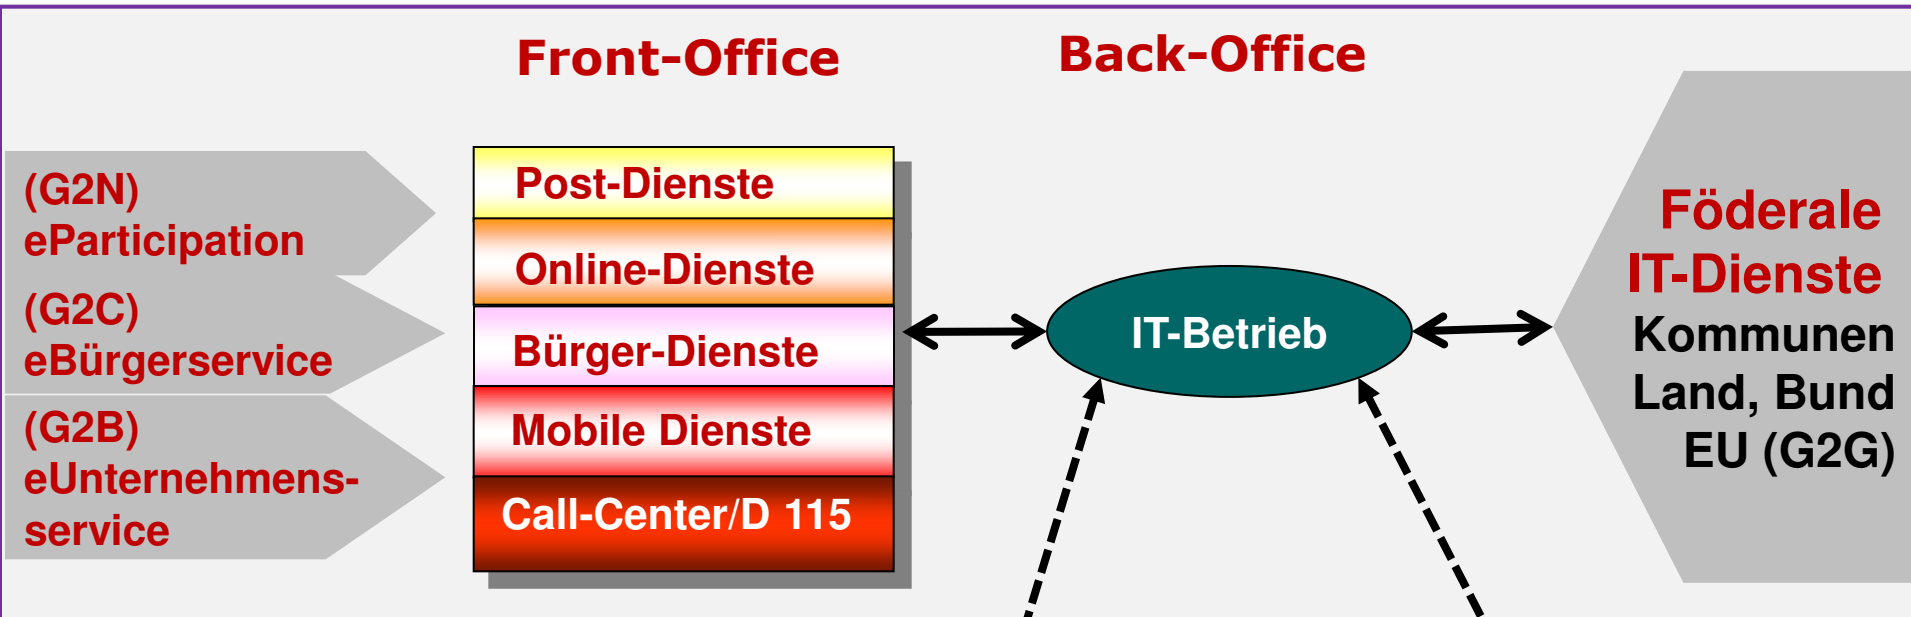 Front-Office
Back-Office
(G2N)
eParticipation
(G2C)
eBürgerservice
(G2B)
eUnternehmens-
service
Post-Dienste
Online-Dienste
Bürger-Dienste
Mobile Dienste
Call-Center/D 115
IT-Betrieb
Föderale
IT-Dienste
Kommunen
Land, Bund
EU (G2G)